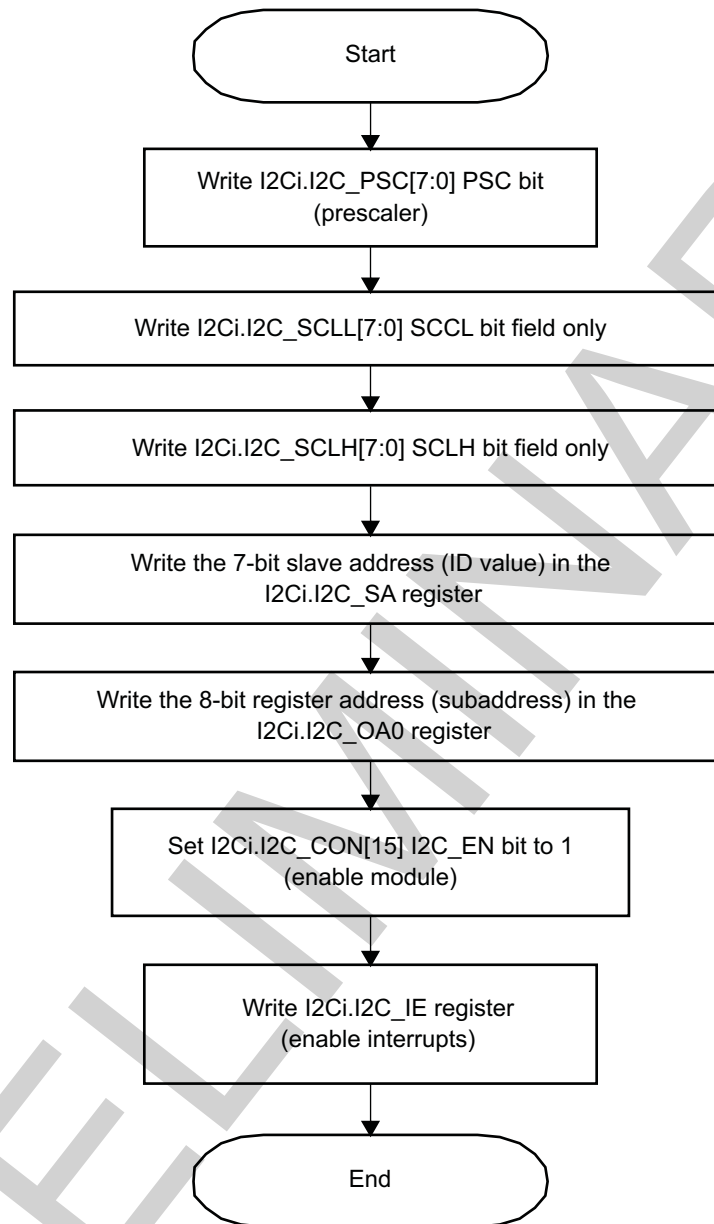 Start
Write I2Ci.I2C_PSC[7:0] PSC bit
(prescaler)
Write I2Ci.I2C_SCLL[7:0] SCCL bit field only
Write I2Ci.I2C_SCLH[7:0] SCLH bit field only
Write the 7-bit slave address (ID value) in the
I2Ci.I2C_SA register
Write the 8-bit register address (subaddress) in the
I2Ci.I2C_OA0 register
Set I2Ci.I2C_CON[15] I2C_EN bit to 1
(enable module)
Write I2Ci.I2C_IE register
(enable interrupts)
End